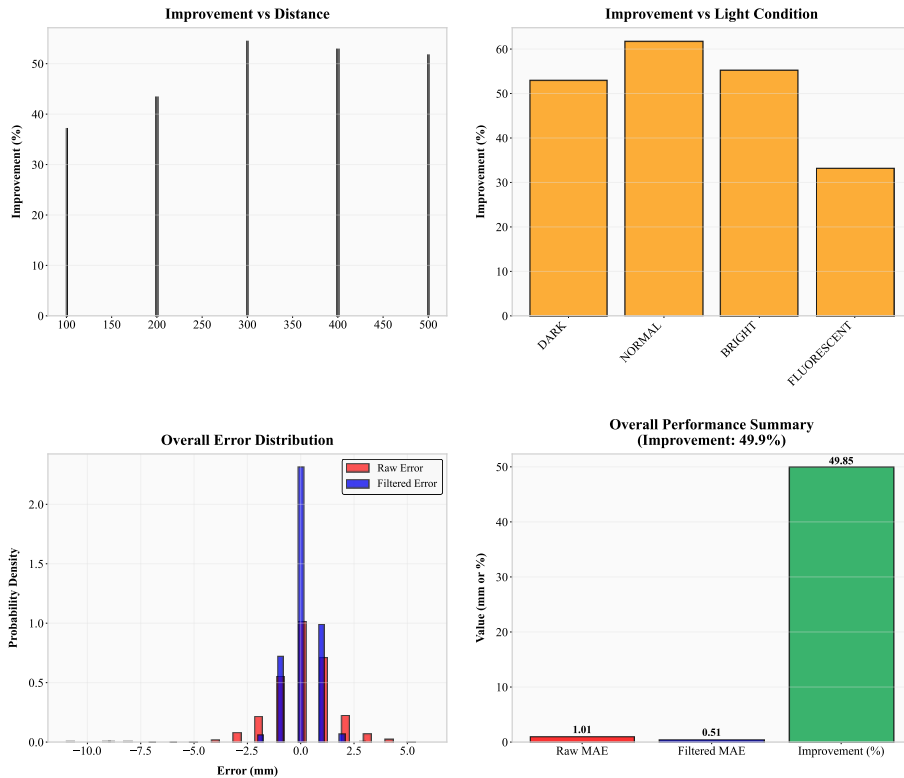 Improvement vs Distance
Improvement (%)
50
40
30
20
10
0
100 150 200 250 300 350 400 450 500
Improvement vs Light Condition
Improvement (%)
60
50
40
30
20
10
0
DARK
NORMAL
BRIGHT
FLUORESCENT
Overall Error Distribution
Probability Density
2.0
1.5
1.0
0.5
0.0
Raw Error
Filtered Error
−10.0 −7.5 −5.0 −2.5 0.0 2.5 5.0
Error (mm)
Overall Performance Summary
(Improvement: 49.9%)
Value (mm or %)
50
40
30
20
10
0
1.01
0.51
49.85
Raw MAE Filtered MAE Improvement (%)